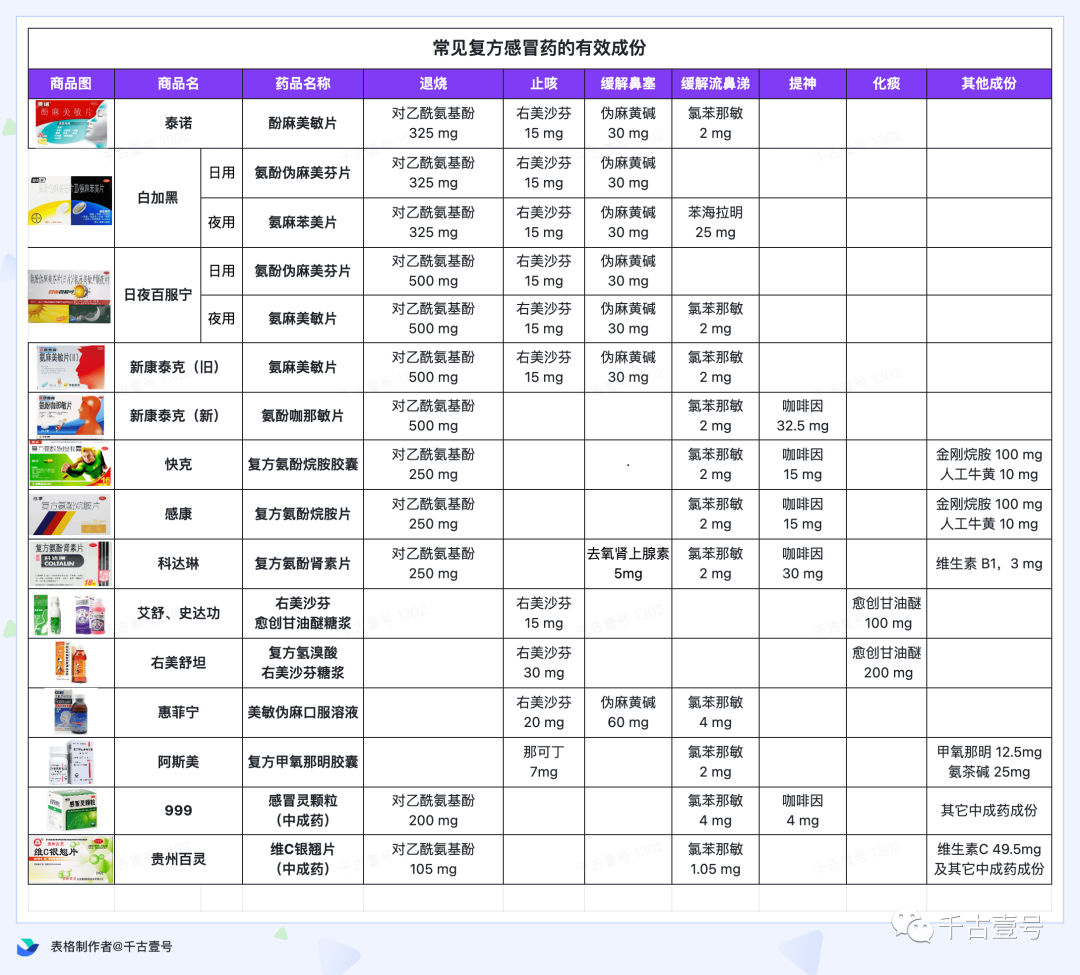 常见复方感冒药的有效成份
商品图 商品名 药品名称 退烧 止咳 缓解鼻塞 缓解流鼻涕 提神 化痰 其他成份
泰诺 酚麻美敏片 对乙酰氨基酚 右美沙芬 伪麻黄碱 氯苯那敏
325 mg 15 mg 30 mg 2 mg
白加黑
日用 氨酚伪麻美芬片 对乙酰氨基酚 右美沙芬 伪麻黄碱
325 mg 15 mg 30 mg
夜用 氨麻苯美片 对乙酰氨基酚 右美沙芬 伪麻黄碱 苯海拉明
325 mg 15 mg 30 mg 25 mg
日夜百服宁
日用 氨酚伪麻美芬片 对乙酰氨基酚 右美沙芬 伪麻黄碱
500 mg 15 mg 30 mg
夜用 氨麻美敏片 对乙酰氨基酚 右美沙芬 伪麻黄碱 氯苯那敏
500 mg 15 mg 30 mg 2 mg
新康泰克（旧） 氨麻美敏片 对乙酰氨基酚 右美沙芬 伪麻黄碱 氯苯那敏
500 mg 15 mg 30 mg 2 mg
新康泰克（新） 氨酚咖那敏片 对乙酰氨基酚 氯苯那敏 咖啡因
500 mg 2 mg 32.5 mg
快克 复方氨酚烷胺胶囊 对乙酰氨基酚 氯苯那敏 咖啡因 金刚烷胺 100 mg
250 mg 2 mg 15 mg 人工牛黄 10 mg
感康 复方氨酚烷胺片 对乙酰氨基酚 氯苯那敏 咖啡因 金刚烷胺 100 mg
250 mg 2 mg 15 mg 人工牛黄 10 mg
科达琳 复方氨酚肾素片 对乙酰氨基酚 去氧肾上腺素 氯苯那敏 咖啡因 维生素 B1，3 mg
250 mg 5mg 2 mg 30 mg
艾舒、史达功 右美沙芬 右美沙芬 愈创甘油醚
愈创甘油醚糖浆 15 mg 100 mg
右美舒坦 复方氢溴酸 右美沙芬 愈创甘油醚
右美沙芬糖浆 30 mg 200 mg
惠菲宁 美敏伪麻口服溶液 右美沙芬 伪麻黄碱 氯苯那敏
20 mg 60 mg 4 mg
阿斯美 复方甲氧那明胶囊 那可丁 氯苯那敏 甲氧那明 12.5mg
7mg 2 mg 氨茶碱 25mg
999 感冒灵颗粒 对乙酰氨基酚 氯苯那敏 咖啡因 其它中成药成份
（中成药） 200 mg 4 mg 4 mg
贵州百灵 维C银翘片 对乙酰氨基酚 氯苯那敏 维生素C 49.5mg
（中成药） 105 mg 1.05 mg 及其它中成药成份
表格制作者@千古壹号
千古壹号